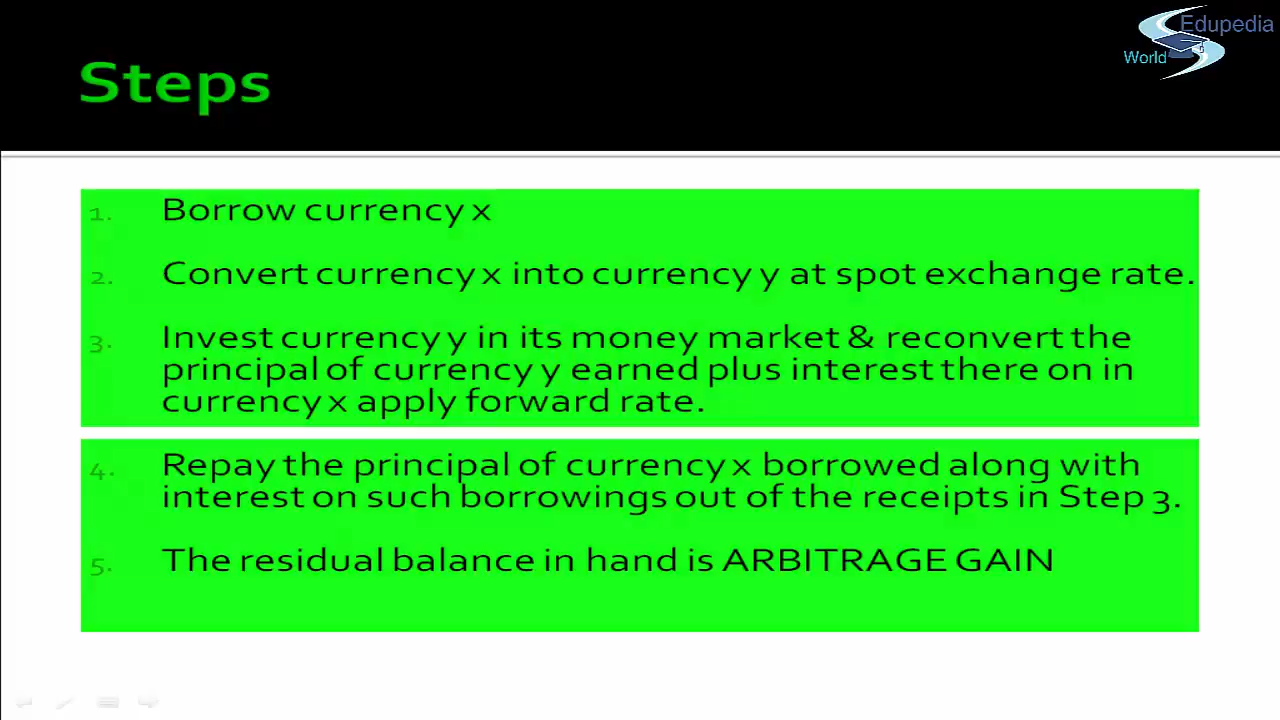 Edupedia
World
Steps
1. Borrow currency x
2. Convert currency x into currency y at spot exchange rate.
3. Invest currency y in its money market & reconvert the
principal of currency y earned plus interest there on in
currency x apply forward rate.
4. Repay the principal of currency x borrowed along with
interest on such borrowings out of the receipts in Step 3.
5. The residual balance in hand is ARBITRAGE GAIN